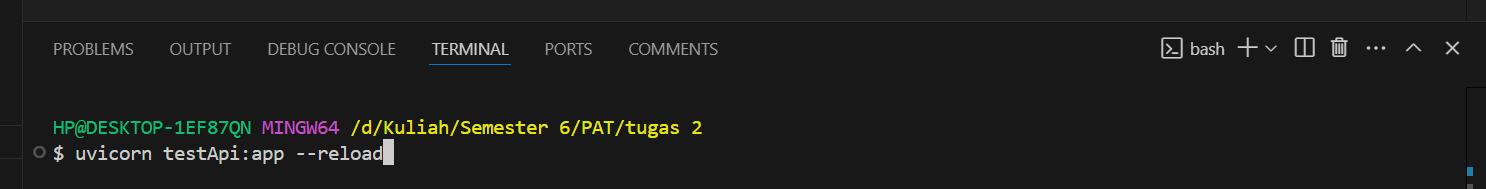 PROBLEMS OUTPUT DEBUG CONSOLE TERMINAL PORTS COMMENTS bash
HP@DESKTOP-1EF87QN MINGW64 /d/Kuliah/Semester 6/PAT/tugas 2
$ uvicorn testApi:app --reload